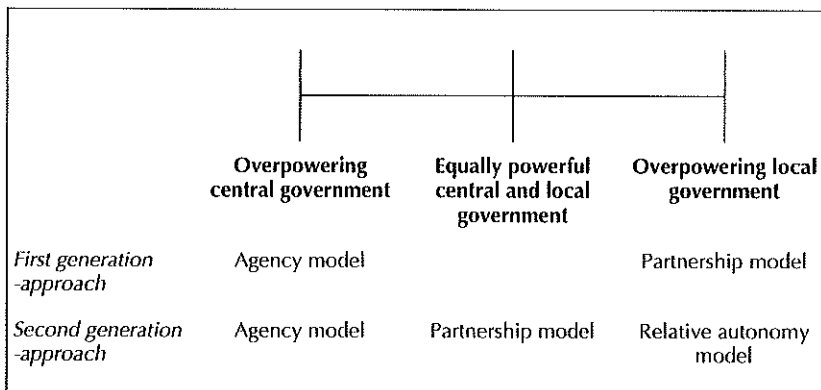 Overpowering central government
Equally powerful central and local government
Overpowering local government
First generation -approach
Agency model
Partnership model
Second generation -approach
Agency model
Partnership model
Relative autonomy model